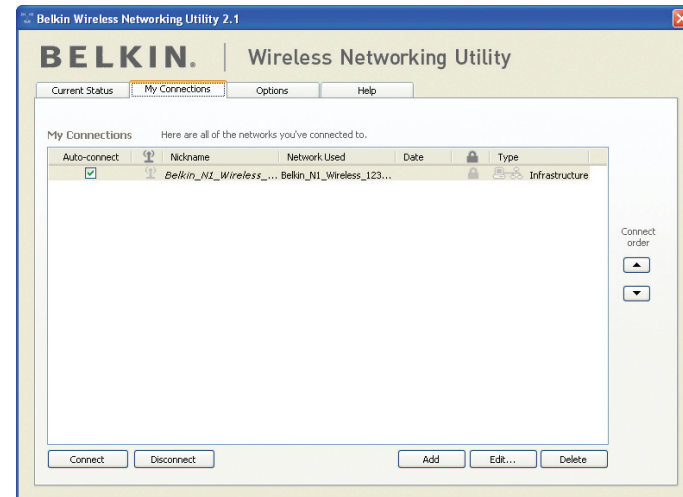 Belkin Wireless Networking Utility 2.1
BELKIN. Wireless Networking Utility
Current Status My Connections Options Help
My Connections Here are all of the networks you've connected to.
Auto-connect Nickname Network Used Date Type
Belkin_N1_Wireless_... Belkin_N1_Wireless_123... Infrastructure
Connect
order
Connect Disconnect Add Edit... Delete